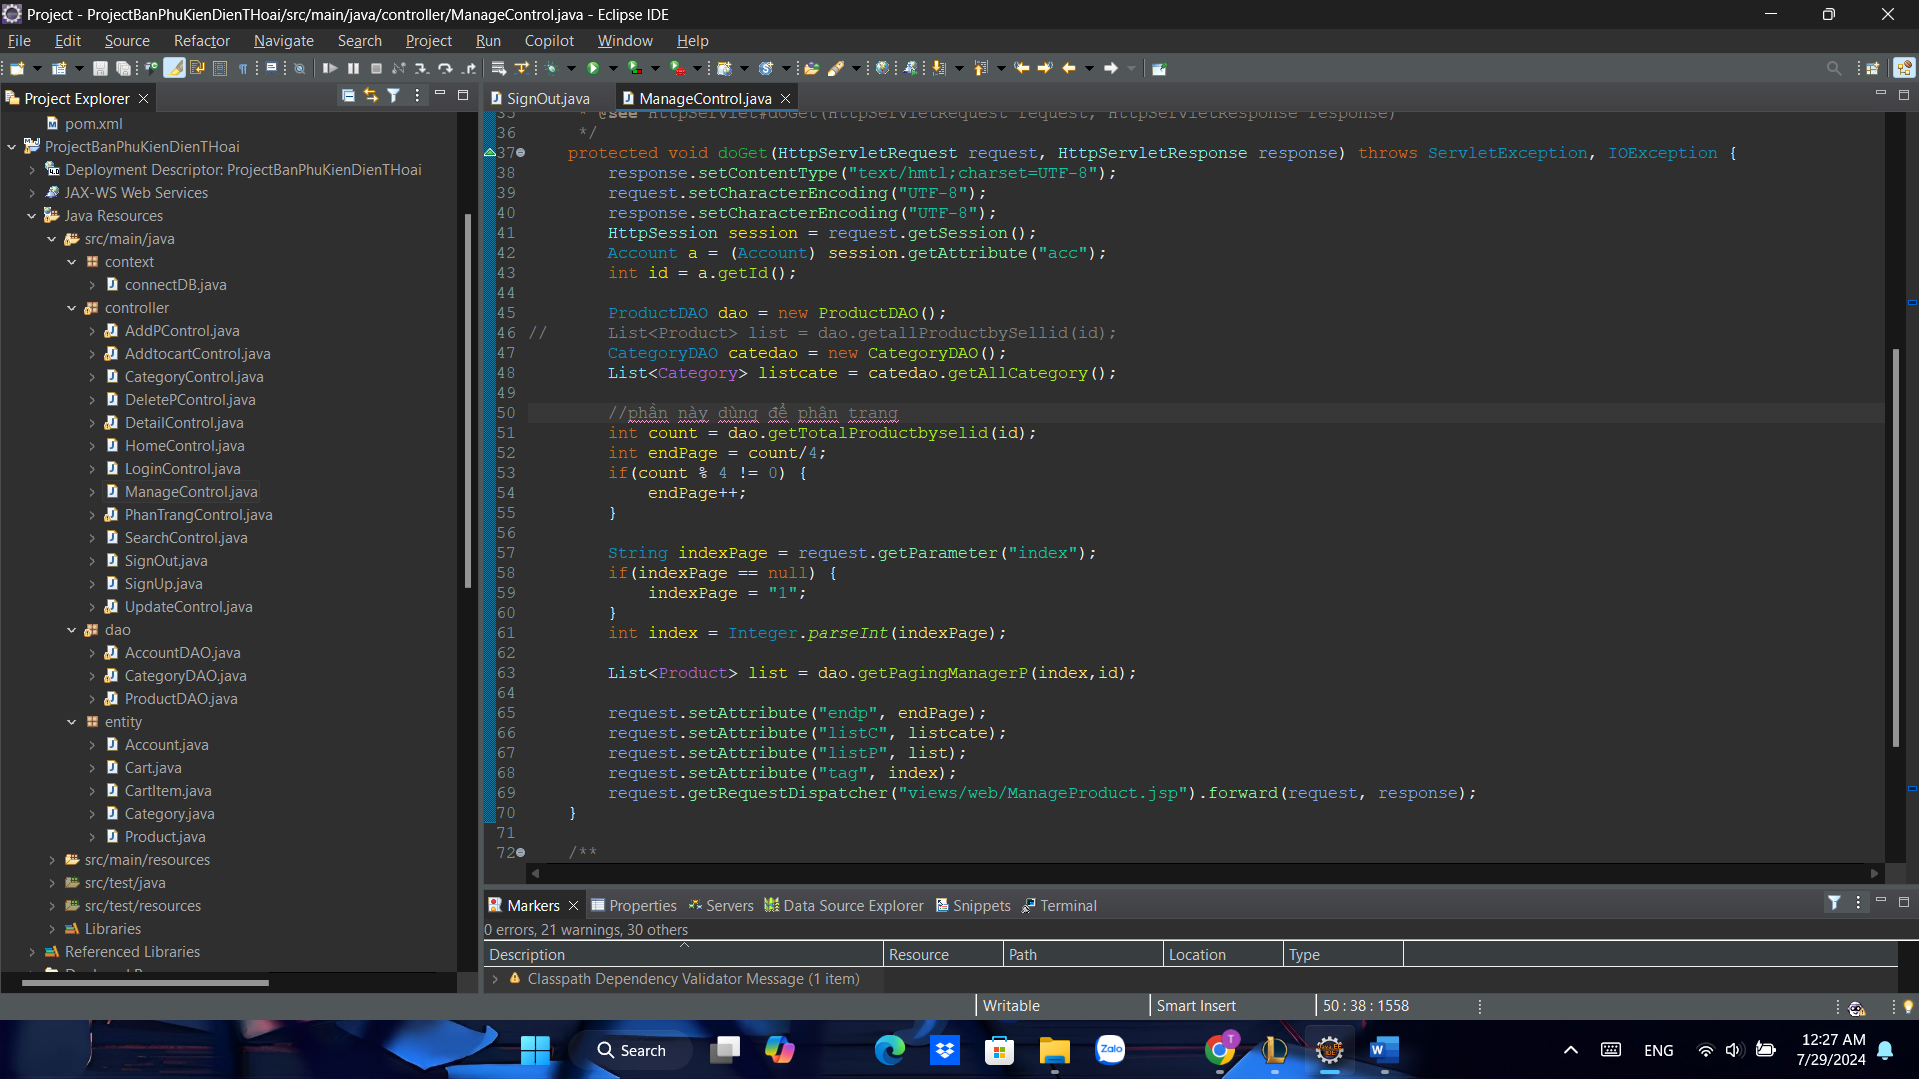 Project - ProjectBanPhuKienDienTHoai/src/main/java/controller/ManageControl.java - Eclipse IDE
File Edit Source Refactor Navigate Search Project Run Copilot Window Help
Project Explorer
pom.xml
ProjectBanPhuKienDienTHoai
Deployment Descriptor: ProjectBanPhuKienDienTHoai
JAX-WS Web Services
Java Resources
src/main/java
context
connectDB.java
controller
AddPControl.java
AddtocartControl.java
CategoryControl.java
DeletePControl.java
DetailControl.java
HomeControl.java
LoginControl.java
ManageControl.java
PhanTrangControl.java
SearchControl.java
SignOut.java
SignUp.java
UpdateControl.java
dao
AccountDAO.java
CategoryDAO.java
ProductDAO.java
entity
Account.java
Cart.java
CartItem.java
Category.java
Product.java
src/main/resources
src/test/java
src/test/resources
Libraries
Referenced Libraries
SignOut.java ManageControl.java
35 * @see HttpServlet#doGet(HttpServletRequest request, HttpServletResponse response)
36 */
37 protected void doGet(HttpServletRequest request, HttpServletResponse response) throws ServletException, IOException {
38 response.setContentType("text/hmtl;charset=UTF-8");
39 request.setCharacterEncoding("UTF-8");
40 response.setCharacterEncoding("UTF-8");
41 HttpSession session = request.getSession();
42 Account a = (Account) session.getAttribute("acc");
43 int id = a.getId();
44
45 ProductDAO dao = new ProductDAO();
46 // List<Product> list = dao.getallProductbySellid(id);
47 CategoryDAO catedao = new CategoryDAO();
48 List<Category> listcate = catedao.getAllCategory();
49
50 //phần này dùng để phân trang
51 int count = dao.getTotalProductbyselid(id);
52 int endPage = count/4;
53 if(count % 4 != 0) {
54 endPage++;
55 }
56
57 String indexPage = request.getParameter("index");
58 if(indexPage == null) {
59 indexPage = "1";
60 }
61 int index = Integer.parseInt(indexPage);
62
63 List<Product> list = dao.getPagingManagerP(index,id);
64
65 request.setAttribute("endp", endPage);
66 request.setAttribute("listC", listcate);
67 request.setAttribute("listP", list);
68 request.setAttribute("tag", index);
69 request.getRequestDispatcher("views/web/ManageProduct.jsp").forward(request, response);
70 }
71
72 /**
Markers Properties Servers Data Source Explorer Snippets Terminal
0 errors, 21 warnings, 30 others
Description Resource Path Location Type
Classpath Dependency Validator Message (1 item)
Writable Smart Insert 50 : 38 : 1558
Search
Zalo
T
ENG
12:27 AM
7/29/2024